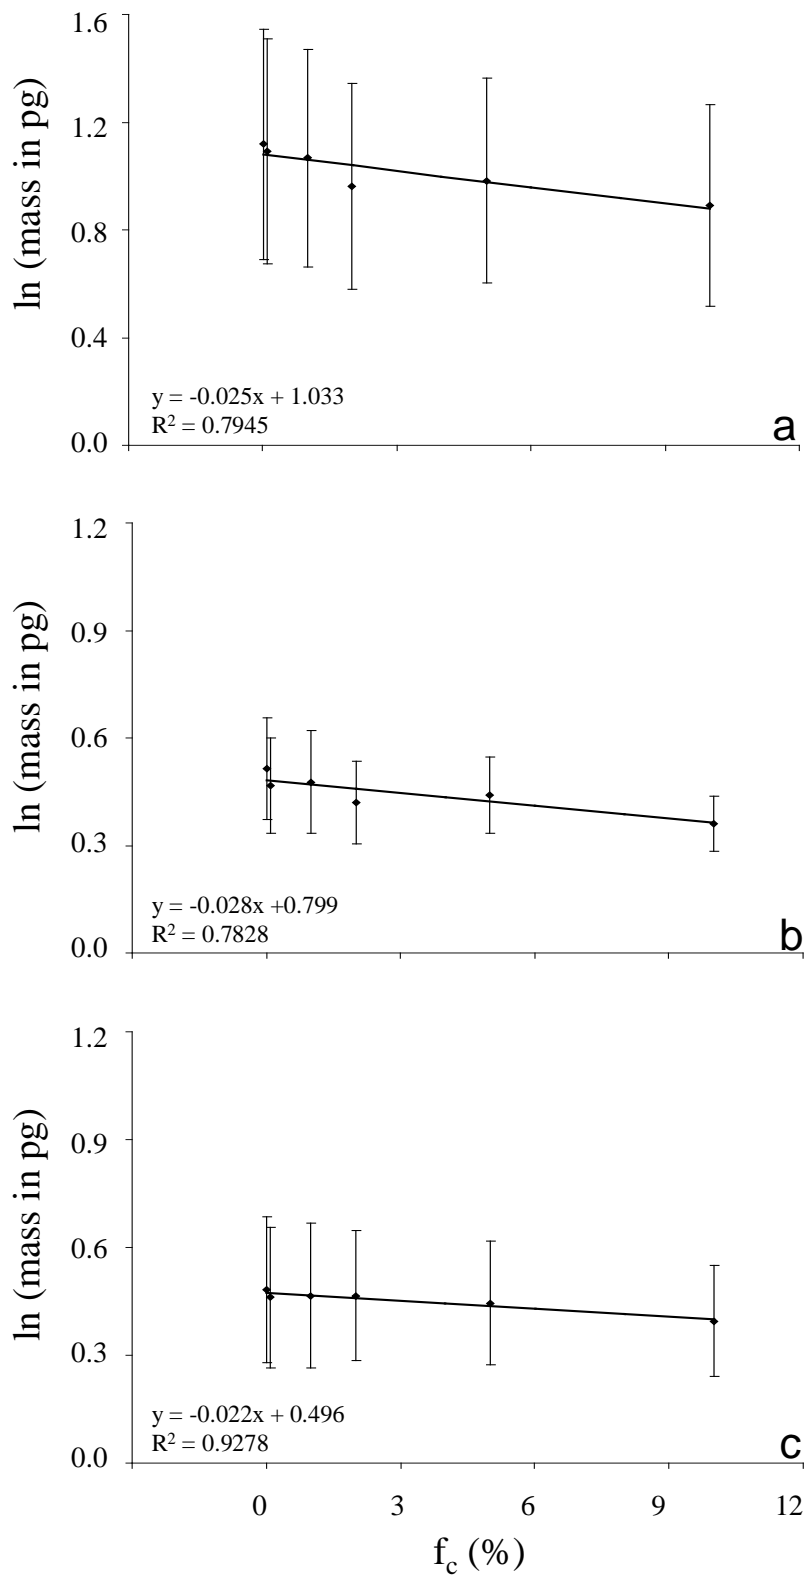 1.6
1.2
0.8
0.4
0.0
ln (mass in pg)
y = -0.025x + 1.033
R² = 0.7945
a
1.2
0.9
0.6
0.3
0.0
ln (mass in pg)
y = -0.028x +0.799
R² = 0.7828
b
1.2
0.9
0.6
0.3
0.0
ln (mass in pg)
y = -0.022x + 0.496
R² = 0.9278
c
0 3 6 9 12
f_c (%)